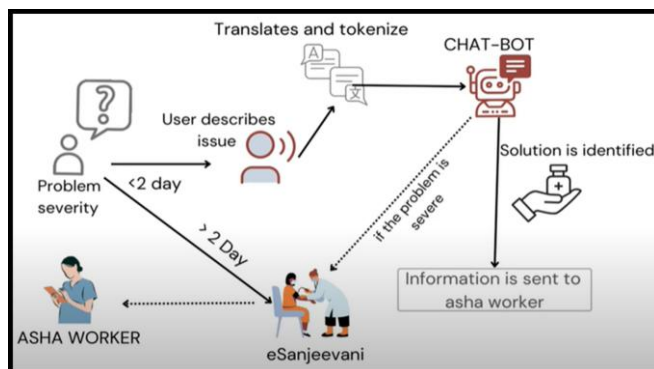 Translates and tokenize
CHAT-BOT
?
A
文
User describes
issue
Solution is identified
<2 day
Problem
severity
> 2 Day
if the problem is
severe
Information is sent to
asha worker
ASHA WORKER
eSanjeevani